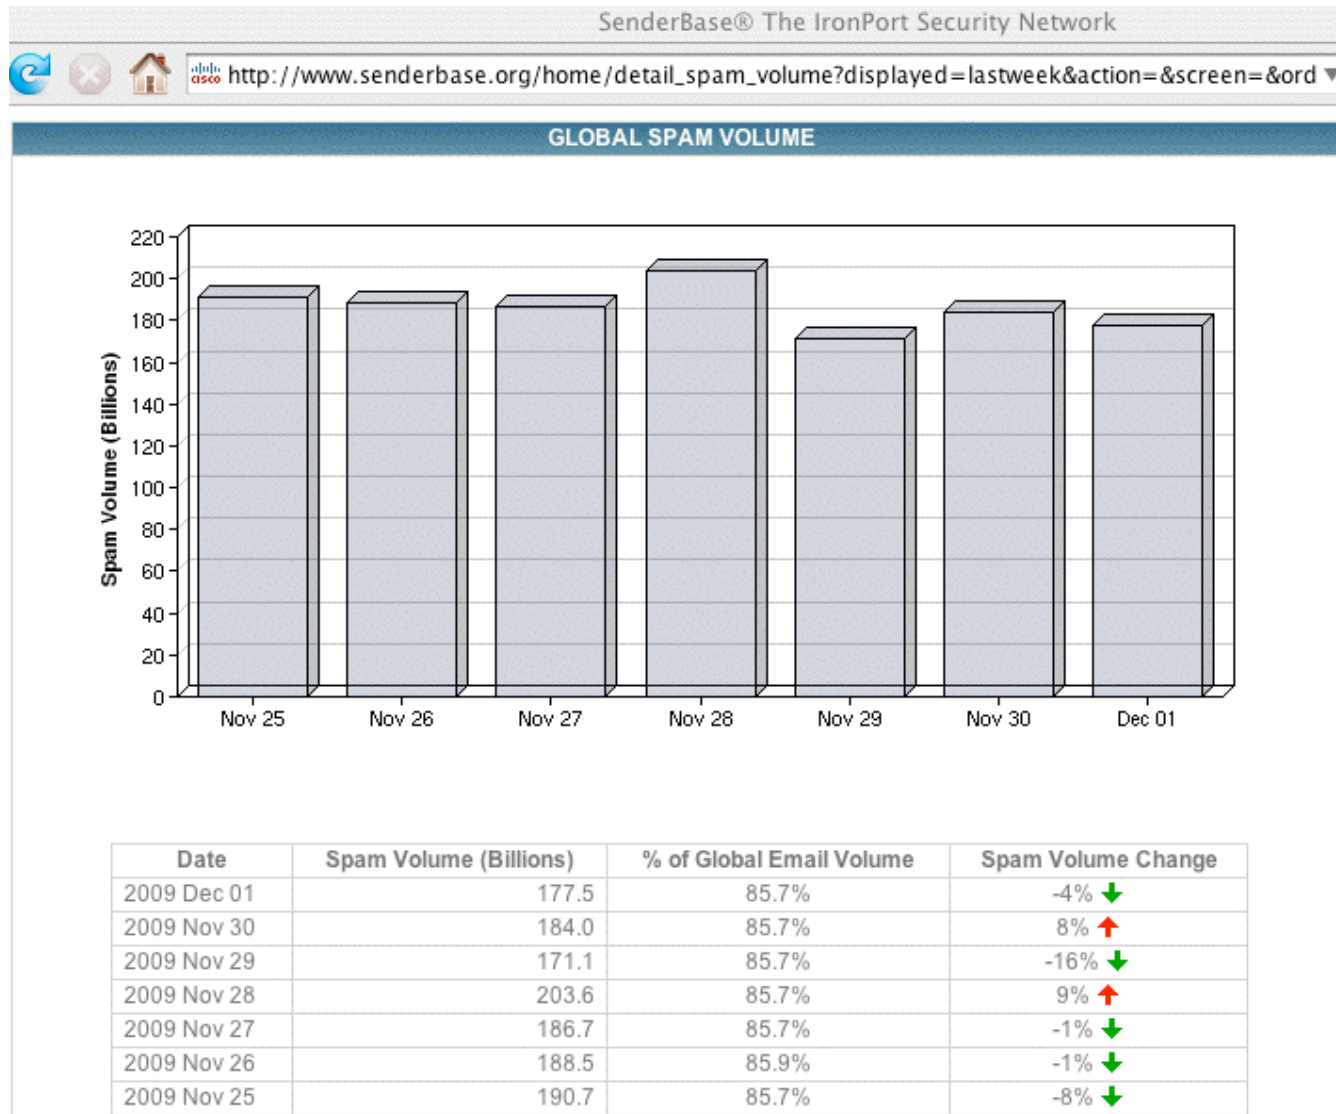 SenderBase® The IronPort Security Network
cisco http://www.senderbase.org/home/detail_spam_volume?displayed=lastweek&action=&screen=&ord
GLOBAL SPAM VOLUME
Spam Volume (Billions)
220
200
180
160
140
120
100
80
60
40
20
0
Nov 25 Nov 26 Nov 27 Nov 28 Nov 29 Nov 30 Dec 01
Date Spam Volume (Billions) % of Global Email Volume Spam Volume Change
2009 Dec 01 177.5 85.7% -4%
2009 Nov 30 184.0 85.7% 8%
2009 Nov 29 171.1 85.7% -16%
2009 Nov 28 203.6 85.7% 9%
2009 Nov 27 186.7 85.7% -1%
2009 Nov 26 188.5 85.9% -1%
2009 Nov 25 190.7 85.7% -8%